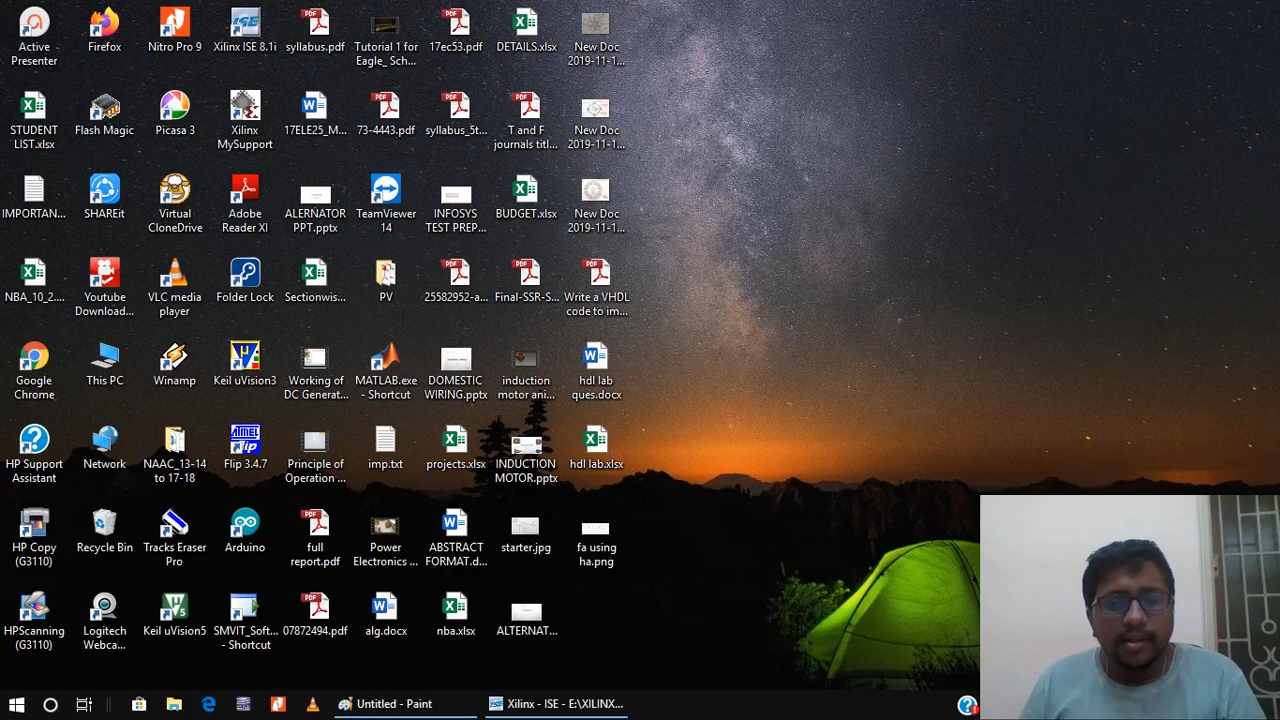 Active
Presenter
Firefox
Nitro Pro 9
Xilinx ISE 8.1i
syllabus.pdf
Tutorial 1 for
Eagle_ Sch...
17ec53.pdf
DETAILS.xlsx
New Doc
2019-11-1...
STUDENT
LIST.xlsx
Flash Magic
Picasa 3
Xilinx
MySupport
17ELE25_M...
73-4443.pdf
syllabus_5t...
T and F
journals titl...
New Doc
2019-11-1...
IMPORTAN...
SHAREit
Virtual
CloneDrive
Adobe
Reader XI
ALERNATOR
PPT.pptx
TeamViewer
14
INFOSYS
TEST PREP...
BUDGET.xlsx
New Doc
2019-11-1...
NBA_10_2....
Youtube
Download...
VLC media
player
Folder Lock
Sectionwis...
PV
25582952-a...
Final-SSR-S...
Write a VHDL
code to im...
Google
Chrome
This PC
Winamp
Keil uVision3
Working of
DC Generat...
MATLAB.exe
- Shortcut
DOMESTIC
WIRING.pptx
induction
motor ani...
hdl lab
ques.docx
HP Support
Assistant
Network
NAAC_13-14
to 17-18
Flip 3.4.7
Principle of
Operation ...
imp.txt
projects.xlsx
INDUCTION
MOTOR.pptx
hdl lab.xlsx
HP Copy
(G3110)
Recycle Bin
Tracks Eraser
Pro
Arduino
full
report.pdf
Power
Electronics ...
ABSTRACT
FORMAT.d...
starter.jpg
fa using
ha.png
HPScanning
(G3110)
Logitech
Webca...
Keil uVision5
SMVIT_Soft...
- Shortcut
07872494.pdf
alg.docx
nba.xlsx
ALTERNAT...
Untitled - Paint
Xilinx - ISE - E:\XILINX...